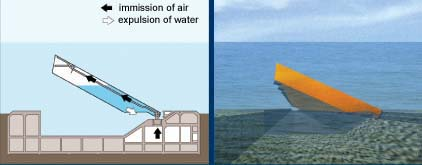 immission of air
expulsion of water